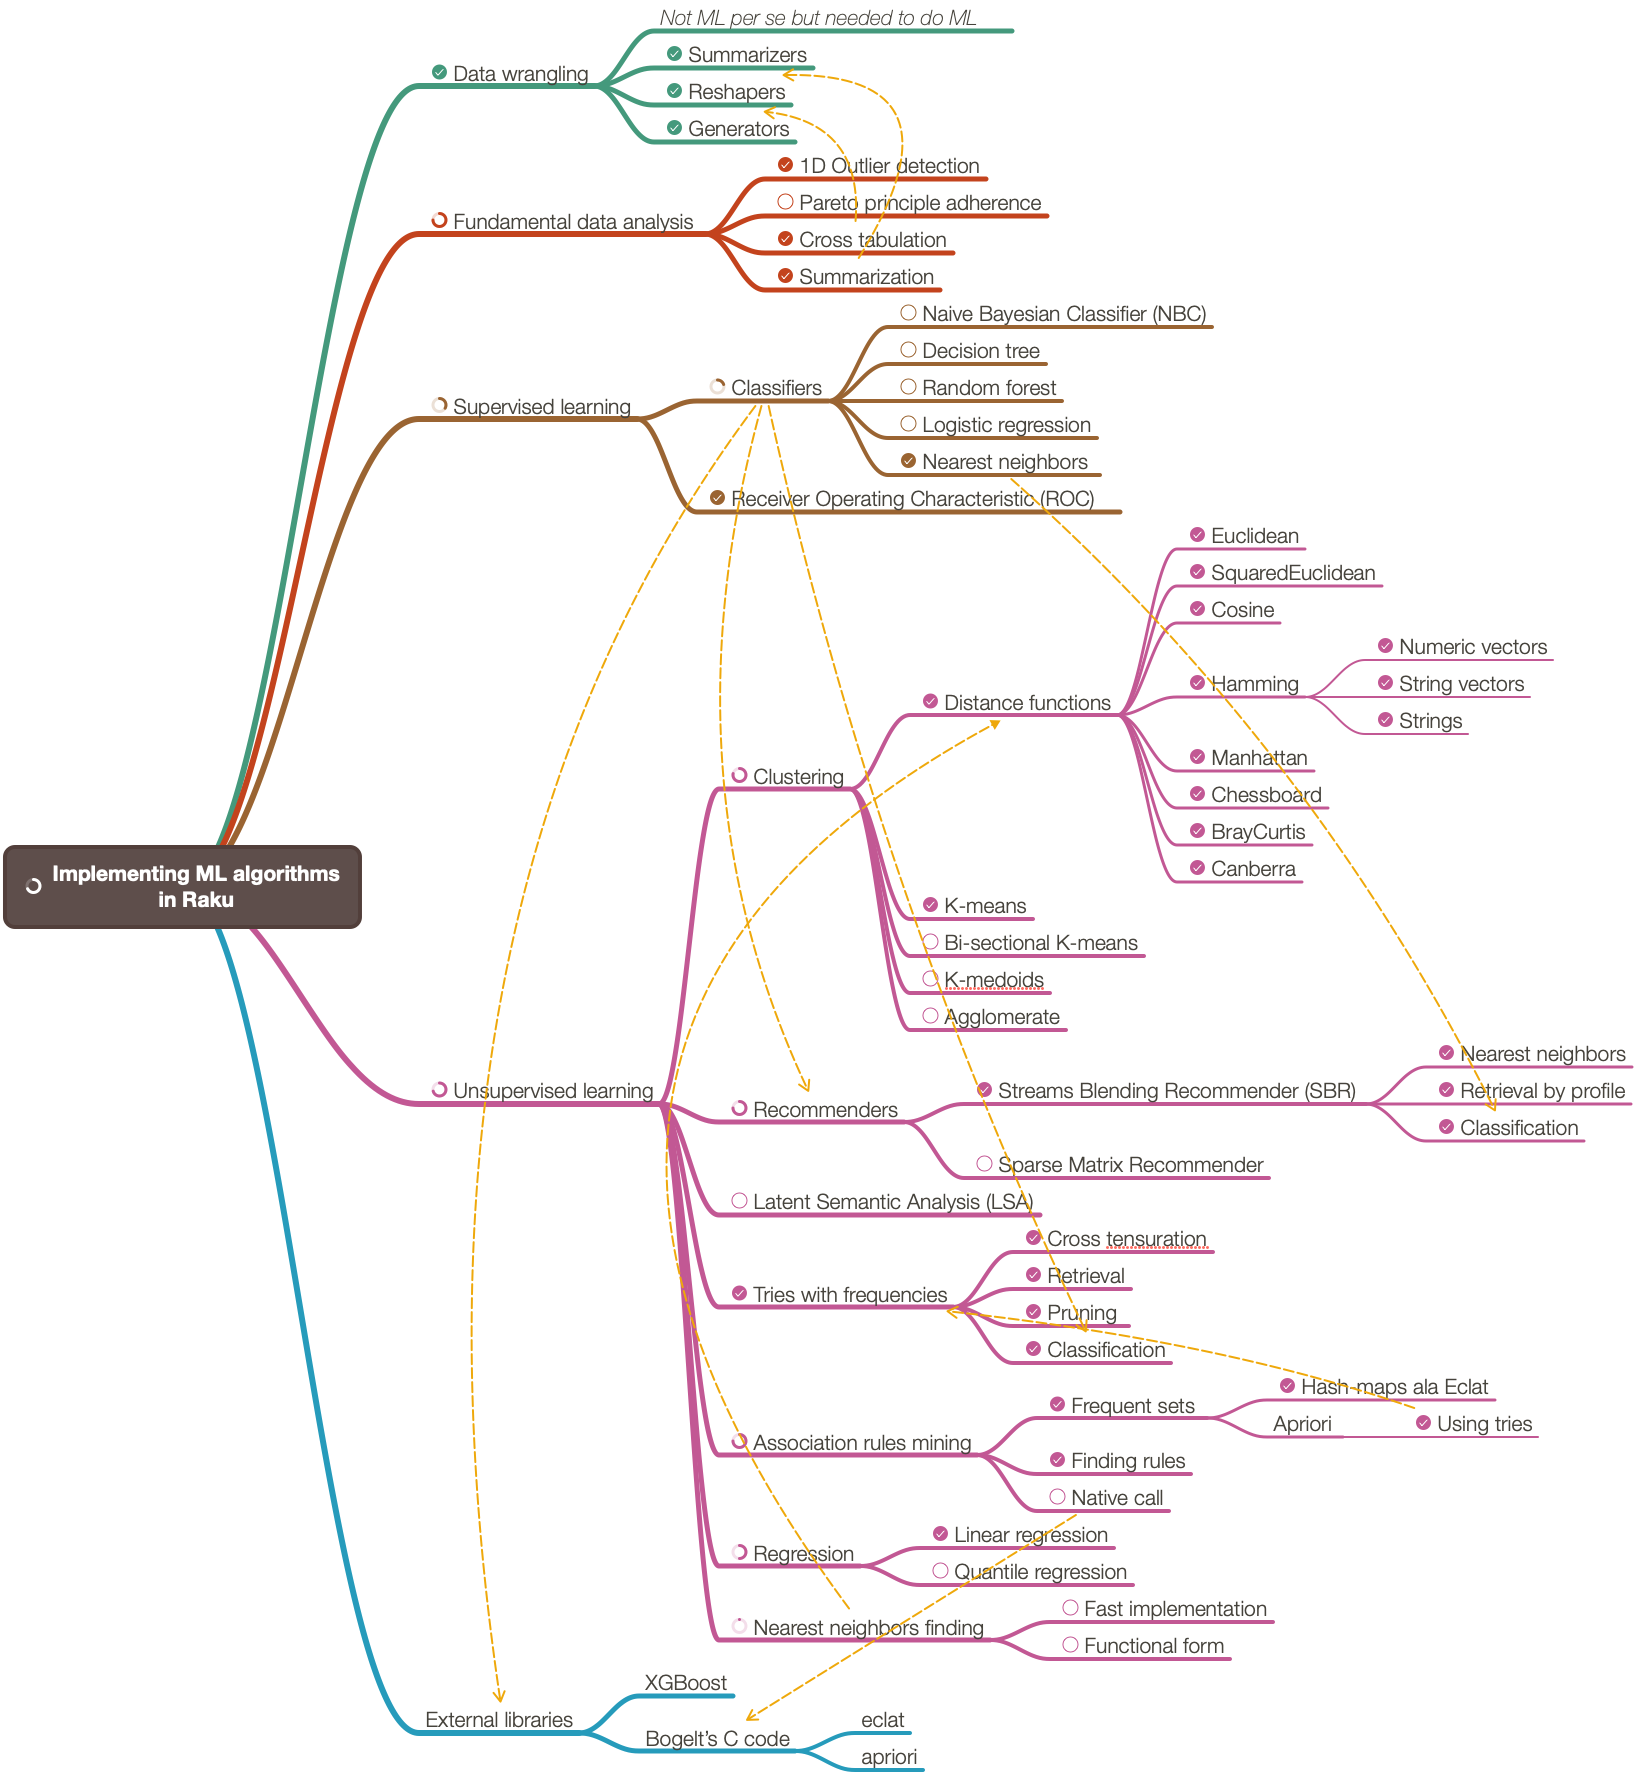 Not ML per se but needed to do ML
Summarizers
Data wrangling
Reshapers
Generators
1D Outlier detection
Pareto principle adherence
Fundamental data analysis
Cross tabulation
Summarization
Naive Bayesian Classifier (NBC)
Decision tree
Classifiers
Random forest
Supervised learning
Logistic regression
Nearest neighbors
Receiver Operating Characteristic (ROC)
Euclidean
SquaredEuclidean
Cosine
Numeric vectors
Hamming
String vectors
Strings
Distance functions
Manhattan
Clustering
Chessboard
BrayCurtis
Canberra
Implementing ML algorithms
in Raku
K-means
Bi-sectional K-means
K-medoids
Agglomerate
Nearest neighbors
Unsupervised learning
Streams Blending Recommender (SBR)
Retrieval by profile
Recommenders
Classification
Sparse Matrix Recommender
Latent Semantic Analysis (LSA)
Cross tensuration
Retrieval
Tries with frequencies
Pruning
Classification
Hash-maps ala Eclat
Frequent sets
Apriori
Using tries
Association rules mining
Finding rules
Native call
Linear regression
Regression
Quantile regression
Fast implementation
Nearest neighbors finding
Functional form
XGBoost
External libraries
eclat
Bogelt's C code
apriori